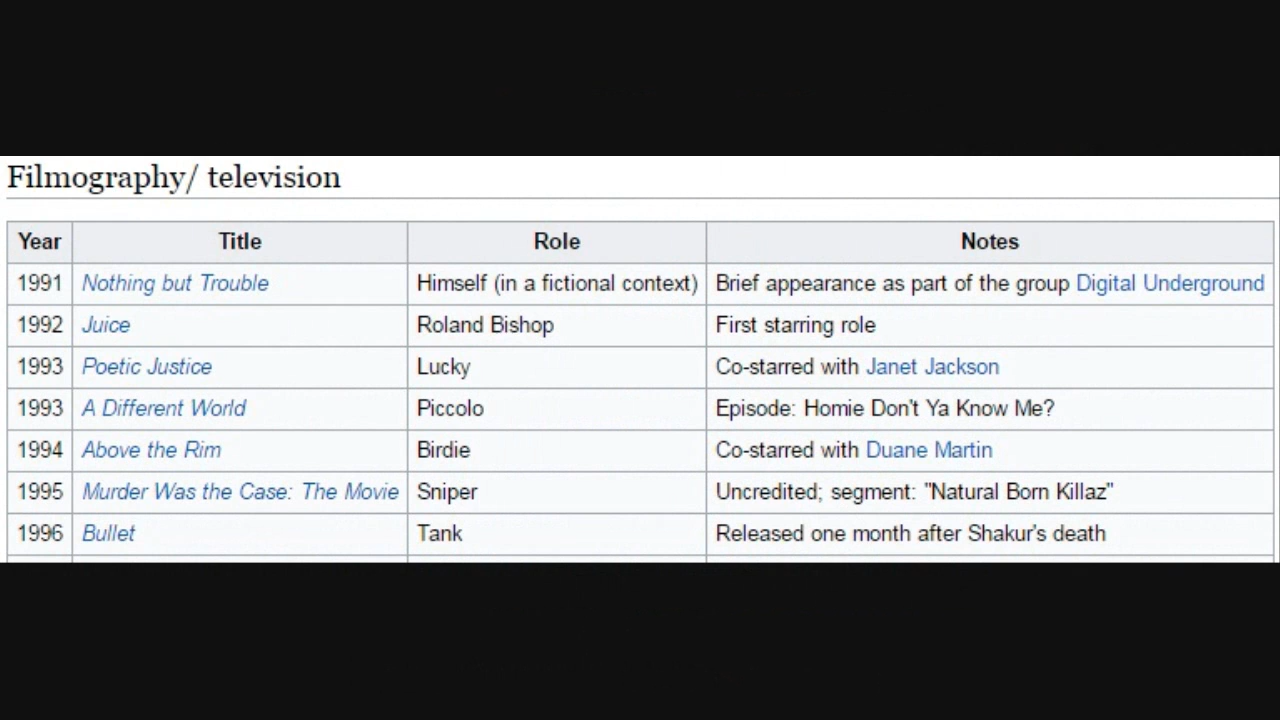 Filmography/ television
Year Title Role Notes
1991 Nothing but Trouble Himself (in a fictional context) Brief appearance as part of the group Digital Underground
1992 Juice Roland Bishop First starring role
1993 Poetic Justice Lucky Co-starred with Janet Jackson
1993 A Different World Piccolo Episode: Homie Don't Ya Know Me?
1994 Above the Rim Birdie Co-starred with Duane Martin
1995 Murder Was the Case: The Movie Sniper Uncredited; segment: "Natural Born Killaz"
1996 Bullet Tank Released one month after Shakur's death